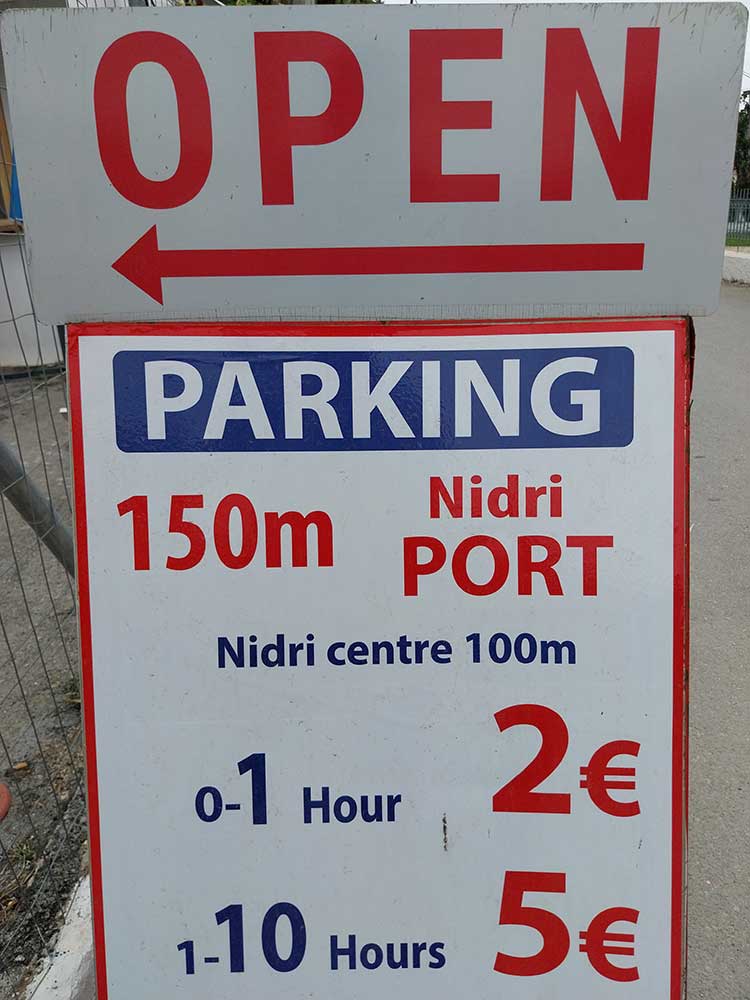 OPEN
PARKING
150m Nidri PORT
Nidri centre 100m
0-1 Hour 2€
1-10 Hours 5€